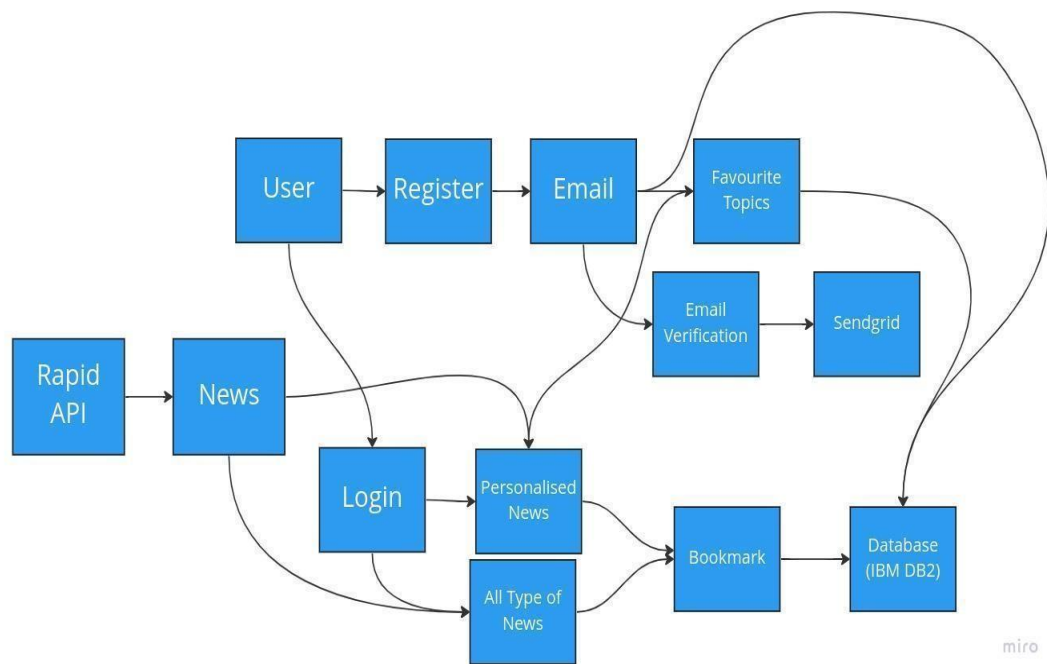 User
Register
Email
Favourite
Topics
Email
Verification
Sendgrid
Rapid
API
News
Login
Personalised
News
All Type of
News
Bookmark
Database
(IBM DB2)
miro